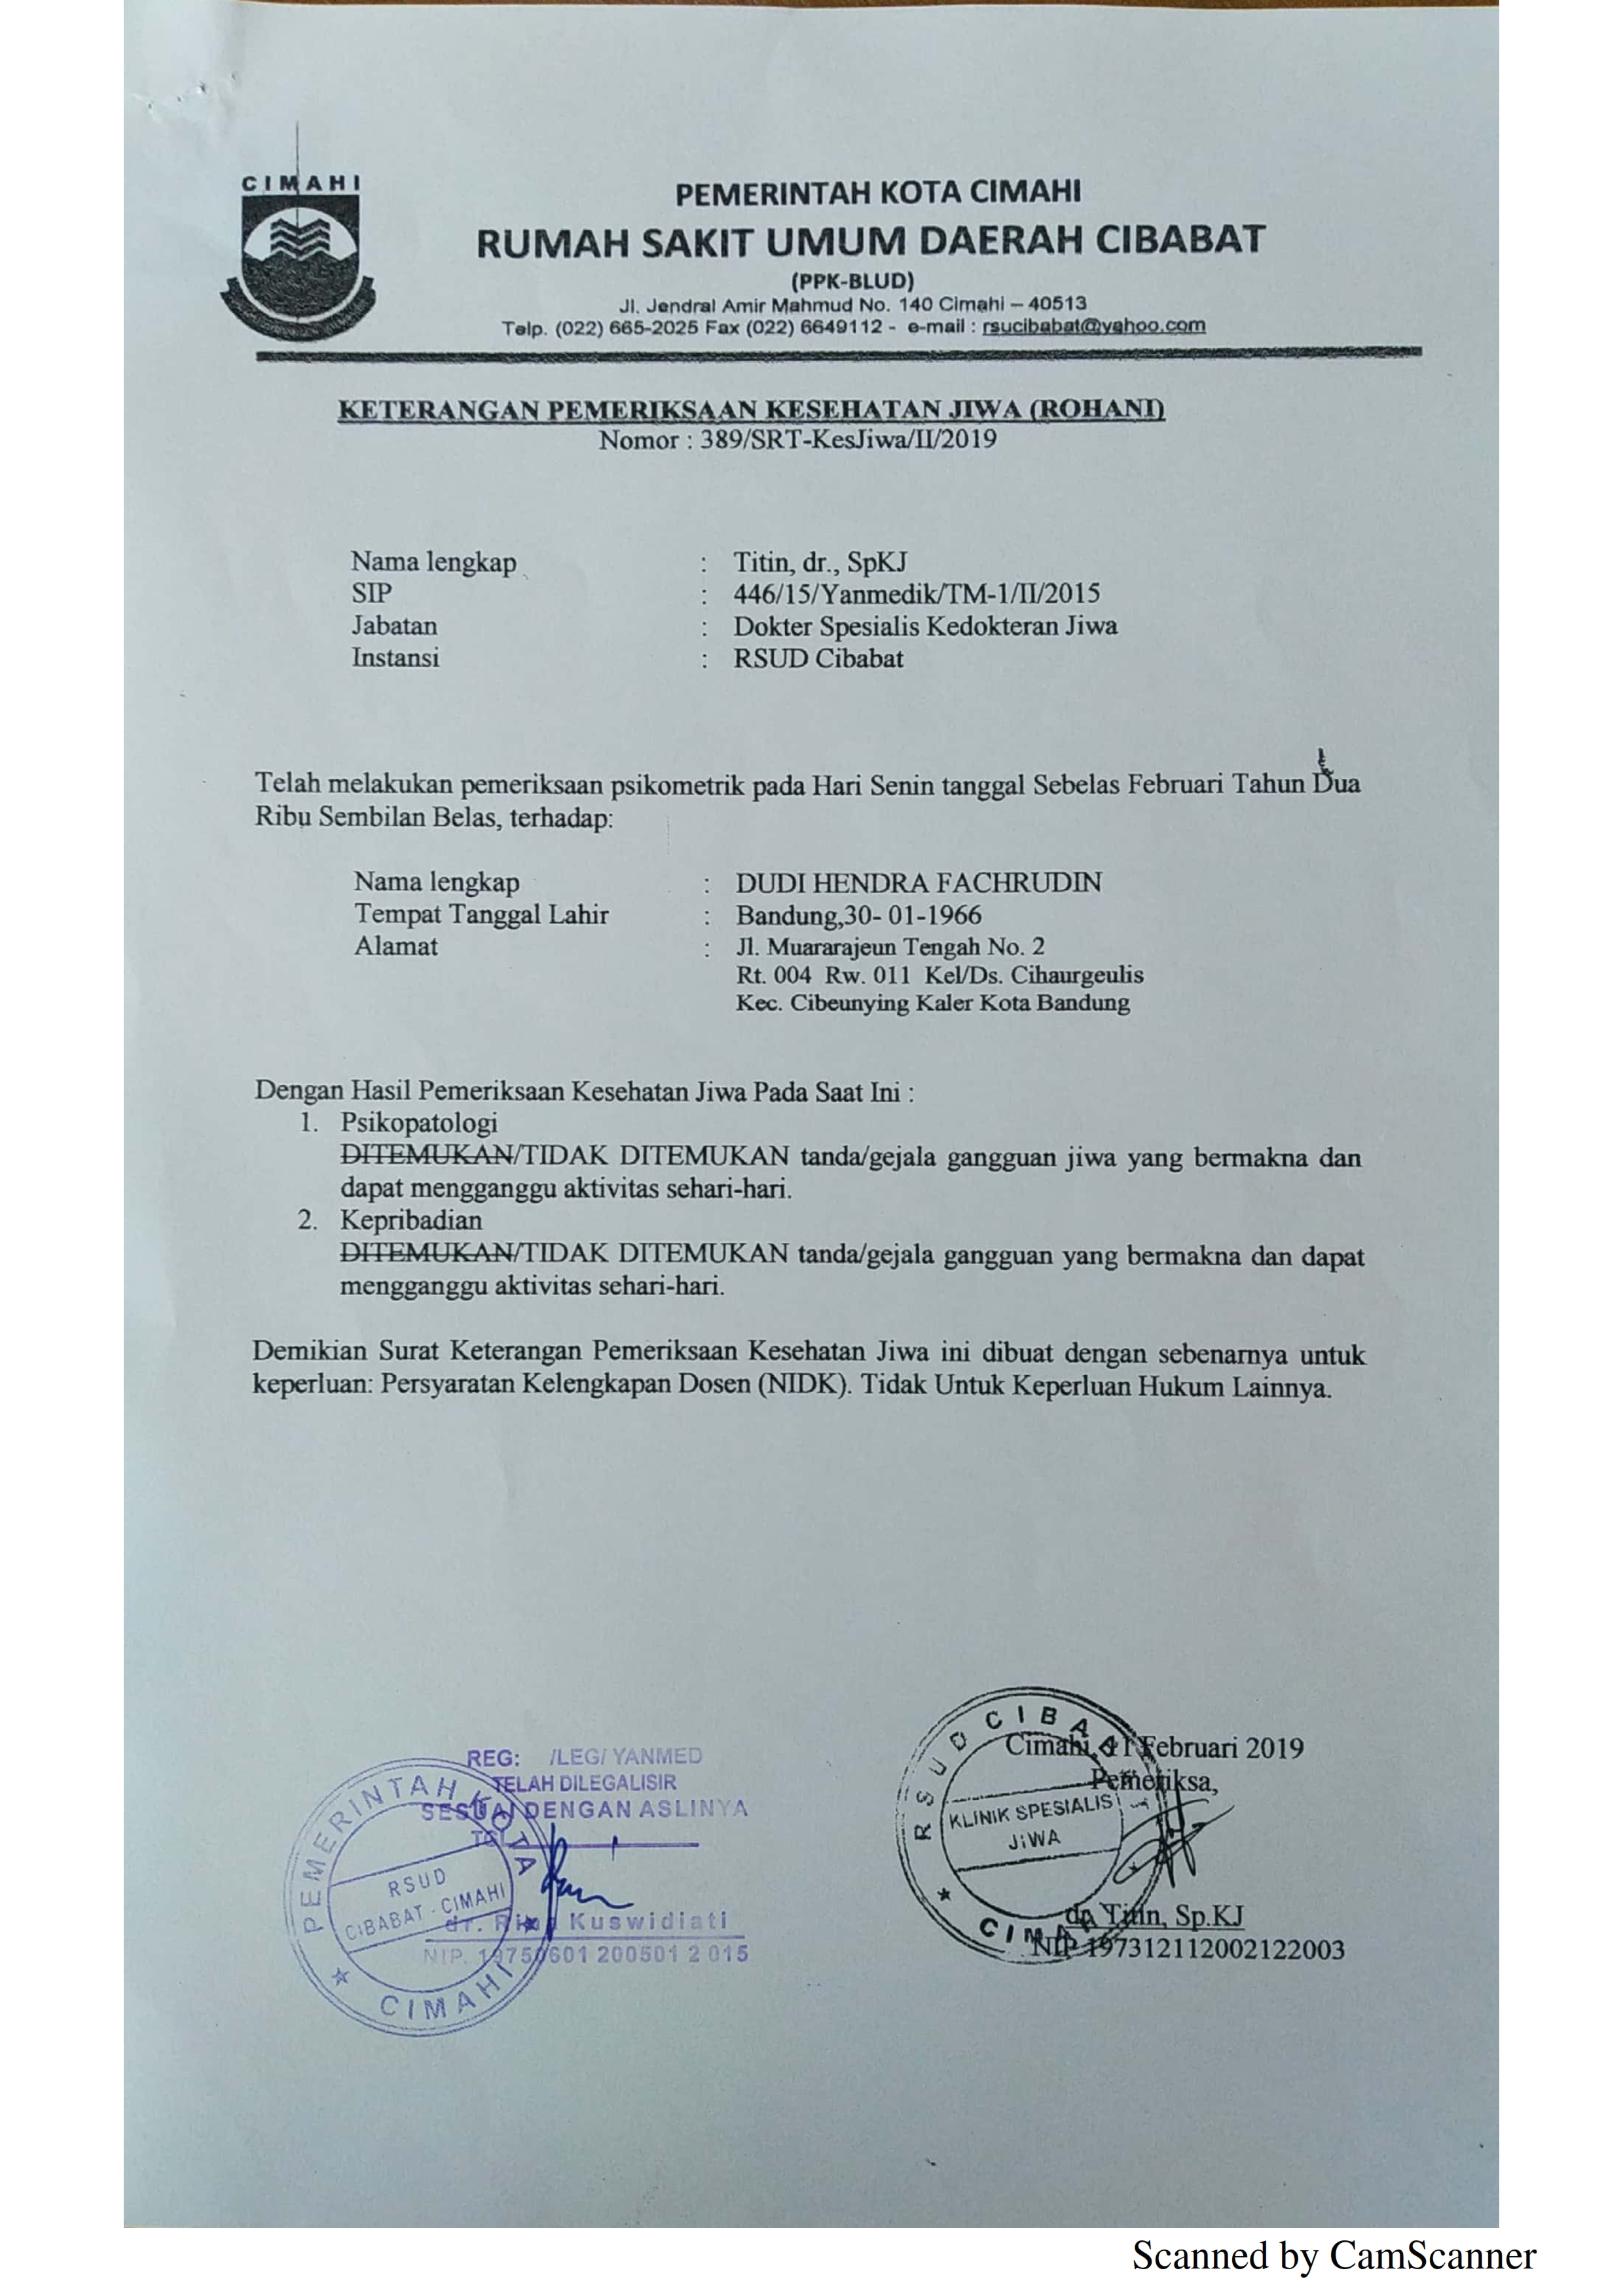 CIMAHI
PEMERINTAH KOTA CIMAHI
RUMAH SAKIT UMUM DAERAH CIBABAT
(PPK-BLUD)
Jl. Jendral Amir Mahmud No. 140 Cimahi – 40513
Telp. (022) 665-2025 Fax (022) 6649112 - e-mail : rsucibabat@yahoo.com
KETERANGAN PEMERIKSAAN KESEHATAN JIWA (ROHANI)
Nomor : 389/SRT-KesJiwa/II/2019
Nama lengkap : Titin, dr., SpKJ
SIP : 446/15/Yanmedik/TM-1/II/2015
Jabatan : Dokter Spesialis Kedokteran Jiwa
Instansi : RSUD Cibabat
Telah melakukan pemeriksaan psikometrik pada Hari Senin tanggal Sebelas Februari Tahun Dua
Ribu Sembilan Belas, terhadap:
Nama lengkap : DUDI HENDRA FACHRUDIN
Tempat Tanggal Lahir : Bandung,30- 01-1966
Alamat : Jl. Muararajeun Tengah No. 2
Rt. 004 Rw. 011 Kel/Ds. Cihaurgeulis
Kec. Cibeunying Kaler Kota Bandung
Dengan Hasil Pemeriksaan Kesehatan Jiwa Pada Saat Ini :
1. Psikopatologi
DITEMUKAN/TIDAK DITEMUKAN tanda/gejala gangguan jiwa yang bermakna dan
dapat mengganggu aktivitas sehari-hari.
2. Kepribadian
DITEMUKAN/TIDAK DITEMUKAN tanda/gejala gangguan yang bermakna dan dapat
mengganggu aktivitas sehari-hari.
Demikian Surat Keterangan Pemeriksaan Kesehatan Jiwa ini dibuat dengan sebenarnya untuk
keperluan: Persyaratan Kelengkapan Dosen (NIDK). Tidak Untuk Keperluan Hukum Lainnya.
REG: /LEG/ YANMED
TELAH DILEGALISIR
SESUAI DENGAN ASLINYA
TGL
PEMERINTAH KOTA
RSUD
CIBABAT - CIMAHI
CIMAHI
dr. Kuswidiati
NIP. 19750601 200501 2 015
RSUD CIBABAT
Cimahi, 11 Februari 2019
Pemeriksa,
KLINIK SPESIALIS
JiWA
CIMAHI
dr. Titin, Sp.KJ
NIP 197312112002122003
Scanned by CamScanner